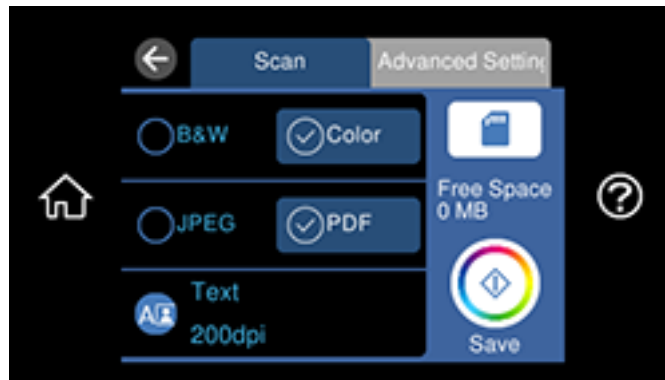 Scan
Advanced Setting
B&W
Color
JPEG
PDF
Free Space
0 MB
Text
200dpi
Save